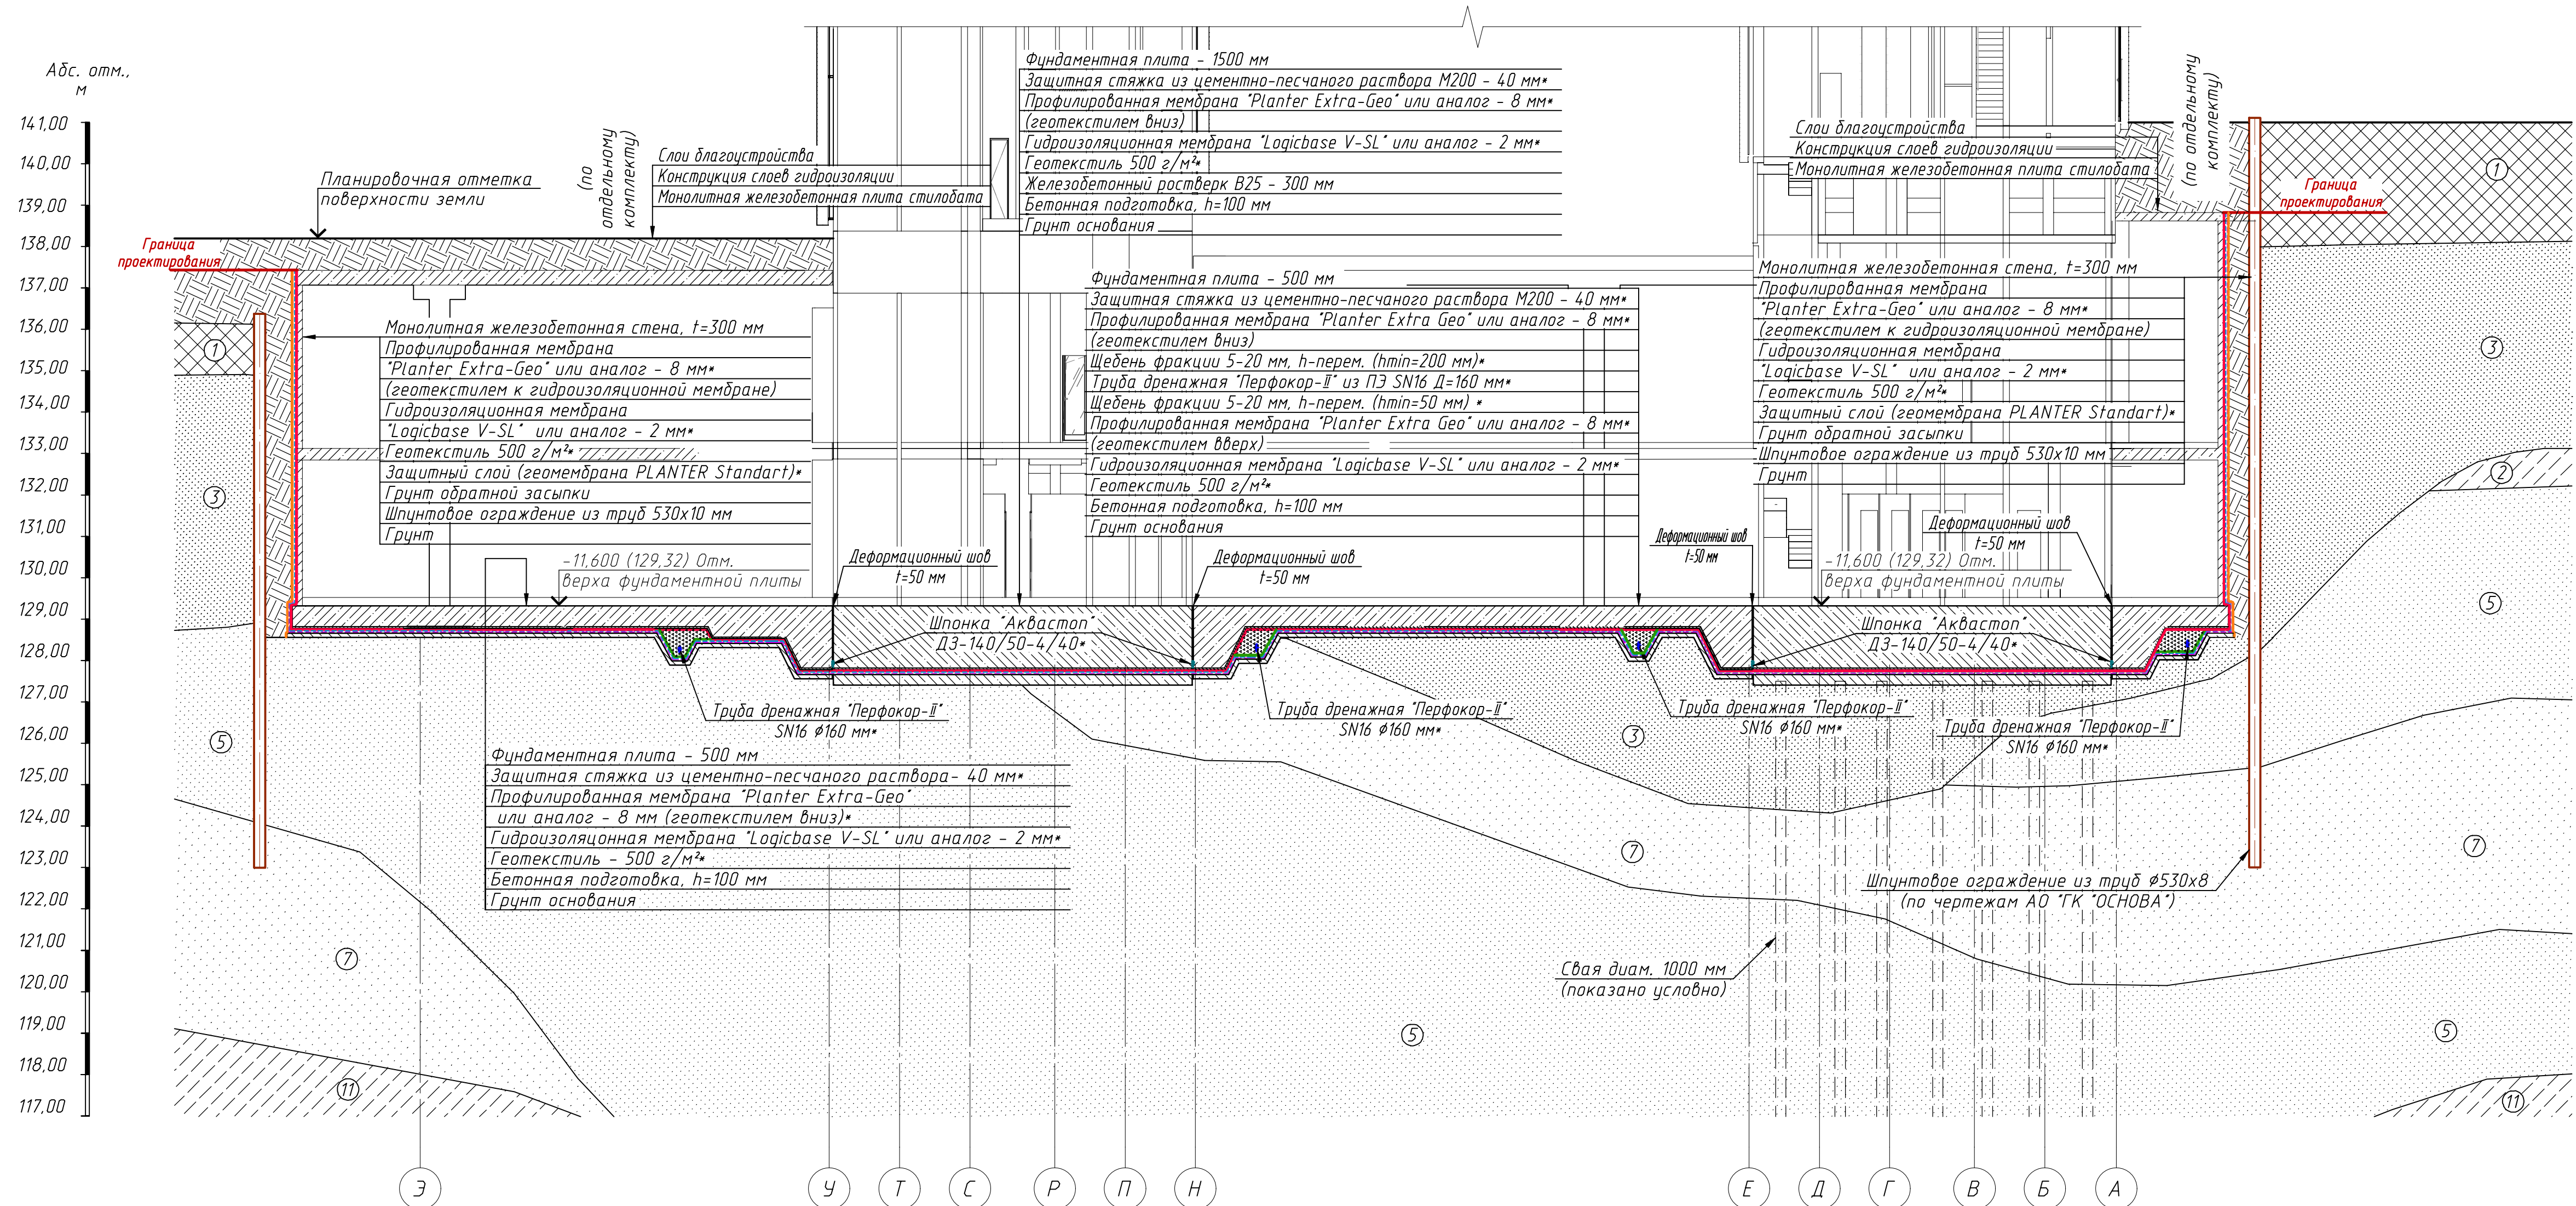 Абс. отм.,
м
141,00
140,00
139,00
138,00
137,00
136,00
135,00
134,00
133,00
132,00
131,00
130,00
129,00
128,00
127,00
126,00
125,00
124,00
123,00
122,00
121,00
120,00
119,00
118,00
117,00
Планировочная отметка
поверхности земли
Граница
проектирования
(по
отдельному
комплекту)
Слои благоустройства
Конструкция слоев гидроизоляции
Монолитная железобетонная плита стилобата
Фундаментная плита - 1500 мм
Защитная стяжка из цементно-песчаного раствора М200 - 40 мм*
Профилированная мембрана "Planter Extra-Geo" или аналог - 8 мм*
(геотекстилем вниз)
Гидроизоляционная мембрана "Logicbase V-SL" или аналог - 2 мм*
Геотекстиль 500 г/м²*
Железобетонный ростверк В25 - 300 мм
Бетонная подготовка, h=100 мм
Грунт основания
Слои благоустройства
Конструкция слоев гидроизоляции
Монолитная железобетонная плита стилобата
(по отдельному
комплекту)
Граница
проектирования
Монолитная железобетонная стена, t=300 мм
Профилированная мембрана
"Planter Extra-Geo" или аналог - 8 мм*
(геотекстилем к гидроизоляционной мембране)
Гидроизоляционная мембрана
"Logicbase V-SL" или аналог - 2 мм*
Геотекстиль 500 г/м²*
Защитный слой (геомембрана PLANTER Standart)*
Грунт обратной засыпки
Шпунтовое ограждение из труб 530х10 мм
Грунт
Фундаментная плита - 500 мм
Защитная стяжка из цементно-песчаного раствора М200 - 40 мм*
Профилированная мембрана "Planter Extra Geo" или аналог - 8 мм*
(геотекстилем вниз)
Щебень фракции 5-20 мм, h-перем. (hmin=200 мм)*
Труба дренажная "Перфокор-II" из ПЭ SN16 Д=160 мм*
Щебень фракции 5-20 мм, h-перем. (hmin=50 мм) *
Профилированная мембрана "Planter Extra Geo" или аналог - 8 мм*
(геотекстилем вверх)
Гидроизоляционная мембрана "Logicbase V-SL" или аналог - 2 мм*
Геотекстиль 500 г/м²*
Бетонная подготовка, h=100 мм
Грунт основания
Монолитная железобетонная стена, t=300 мм
Профилированная мембрана
"Planter Extra-Geo" или аналог - 8 мм*
(геотекстилем к гидроизоляционной мембране)
Гидроизоляционная мембрана
"Logicbase V-SL" или аналог - 2 мм*
Геотекстиль 500 г/м²*
Защитный слой (геомембрана PLANTER Standart)*
Грунт обратной засыпки
Шпунтовое ограждение из труб 530х10 мм
Грунт
-11,600 (129,32) Отм.
верха фундаментной плиты
Деформационный шов
t=50 мм
Деформационный шов
t=50 мм
Деформационный шов
t=50 мм
Деформационный шов
t=50 мм
-11,600 (129,32) Отм.
верха фундаментной плиты
Шпонка "Аквастоп"
ДЗ-140/50-4/40*
Шпонка "Аквастоп"
ДЗ-140/50-4/40*
Труба дренажная "Перфокор-II"
SN16 ϕ160 мм*
Труба дренажная "Перфокор-II"
SN16 ϕ160 мм*
Труба дренажная "Перфокор-II"
SN16 ϕ160 мм*
Труба дренажная "Перфокор-II"
SN16 ϕ160 мм*
Фундаментная плита - 500 мм
Защитная стяжка из цементно-песчаного раствора- 40 мм*
Профилированная мембрана "Planter Extra-Geo"
или аналог - 8 мм (геотекстилем вниз)*
Гидроизоляцонная мембрана "Logicbase V-SL" или аналог - 2 мм*
Геотекстиль - 500 г/м²*
Бетонная подготовка, h=100 мм
Грунт основания
Шпунтовое ограждение из труб ϕ530х8
(по чертежам АО "ГК "ОСНОВА")
Свая диам. 1000 мм
(показано условно)
1
3
5
7
11
5
3
7
1
3
2
5
7
5
11
Э
У
Т
С
Р
П
Н
Е
Д
Г
В
Б
А